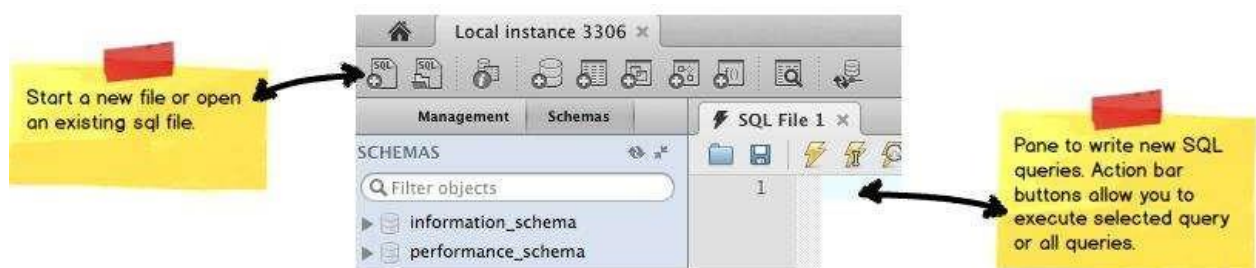 Local instance 3306
SQL
SQL
Start a new file or open
an existing sql file.
Management
Schemas
SQL File 1
SCHEMAS
Filter objects
1
information_schema
performance_schema
Pane to write new SQL
queries. Action bar
buttons allow you to
execute selected query
or all queries.